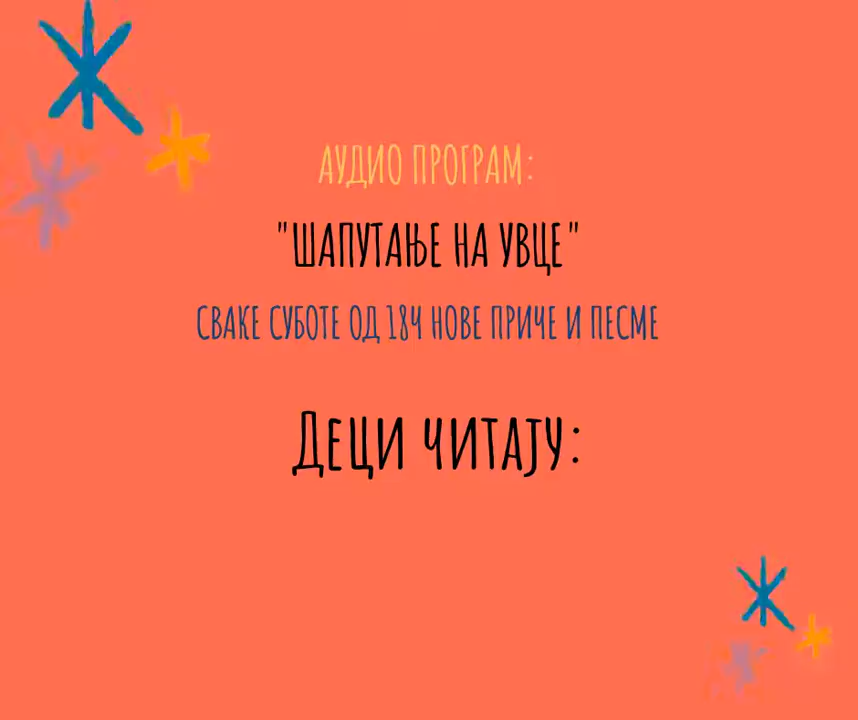 АУДИО ПРОГРАМ:
"ШАПУТАЊЕ НА УВЦЕ"
СВАКЕ СУБОТЕ ОД 18Ч НОВЕ ПРИЧЕ И ПЕСМЕ
ДЕЦИ ЧИТАЈУ: